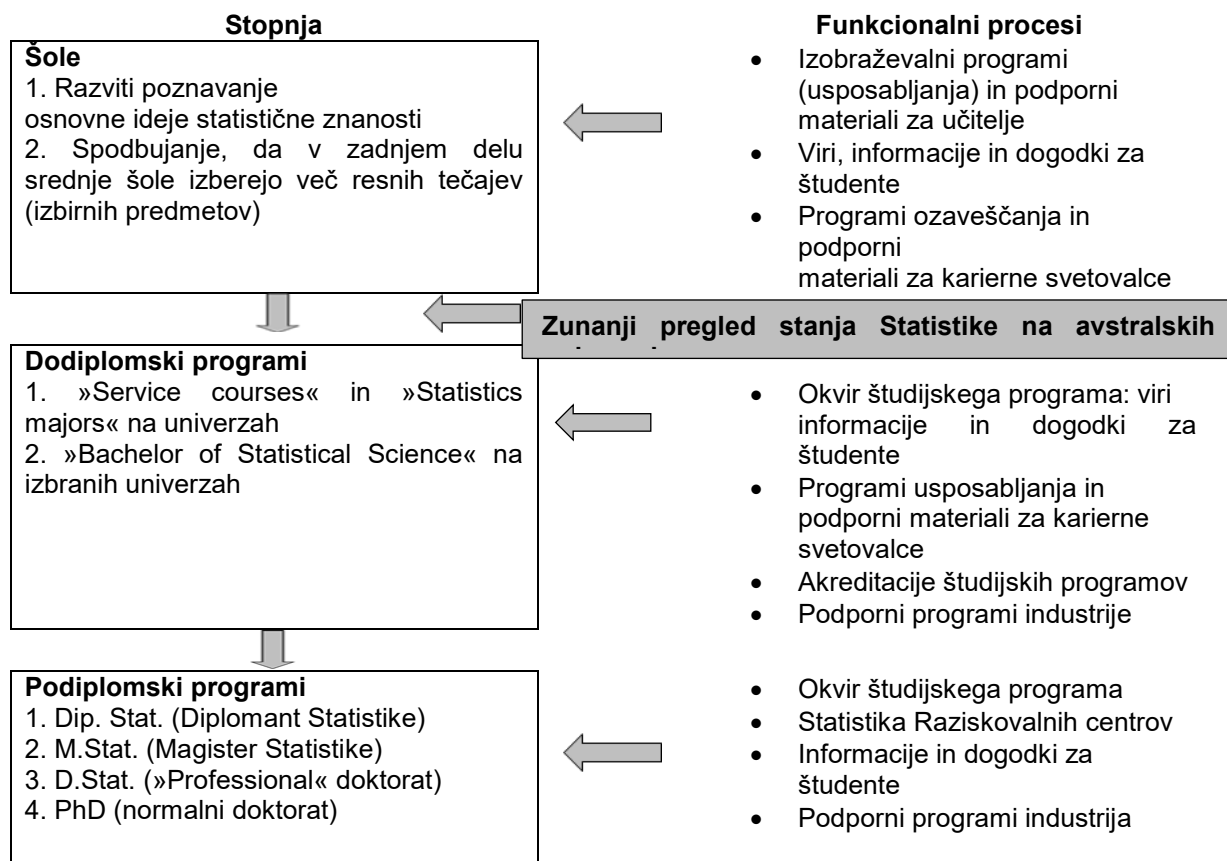 Stopnja
Šole
1. Razviti poznavanje
osnovne ideje statistične znanosti
2. Spodbujanje, da v zadnjem delu
srednje šole izberejo več resnih tečajev
(izbirnih predmetov)
Funkcionalni procesi
• Izobraževalni programi
(usposabljanja) in podporni
materiali za učitelje
• Viri, informacije in dogodki za
študente
• Programi ozaveščanja in
podporni
materiali za karierne svetovalce
Zunanji pregled stanja Statistike na avstralskih
Dodiplomski programi
1. »Service courses« in »Statistics
majors« na univerzah
2. »Bachelor of Statistical Science« na
izbranih univerzah
• Okvir študijskega programa: viri
informacije in dogodki za
študente
• Programi usposabljanja in
podporni materiali za karierne
svetovalce
• Akreditacije študijskih programov
• Podporni programi industrije
Podiplomski programi
1. Dip. Stat. (Diplomant Statistike)
2. M.Stat. (Magister Statistike)
3. D.Stat. (»Professional« doktorat)
4. PhD (normalni doktorat)
• Okvir študijskega programa
• Statistika Raziskovalnih centrov
• Informacije in dogodki za
študente
• Podporni programi industrija